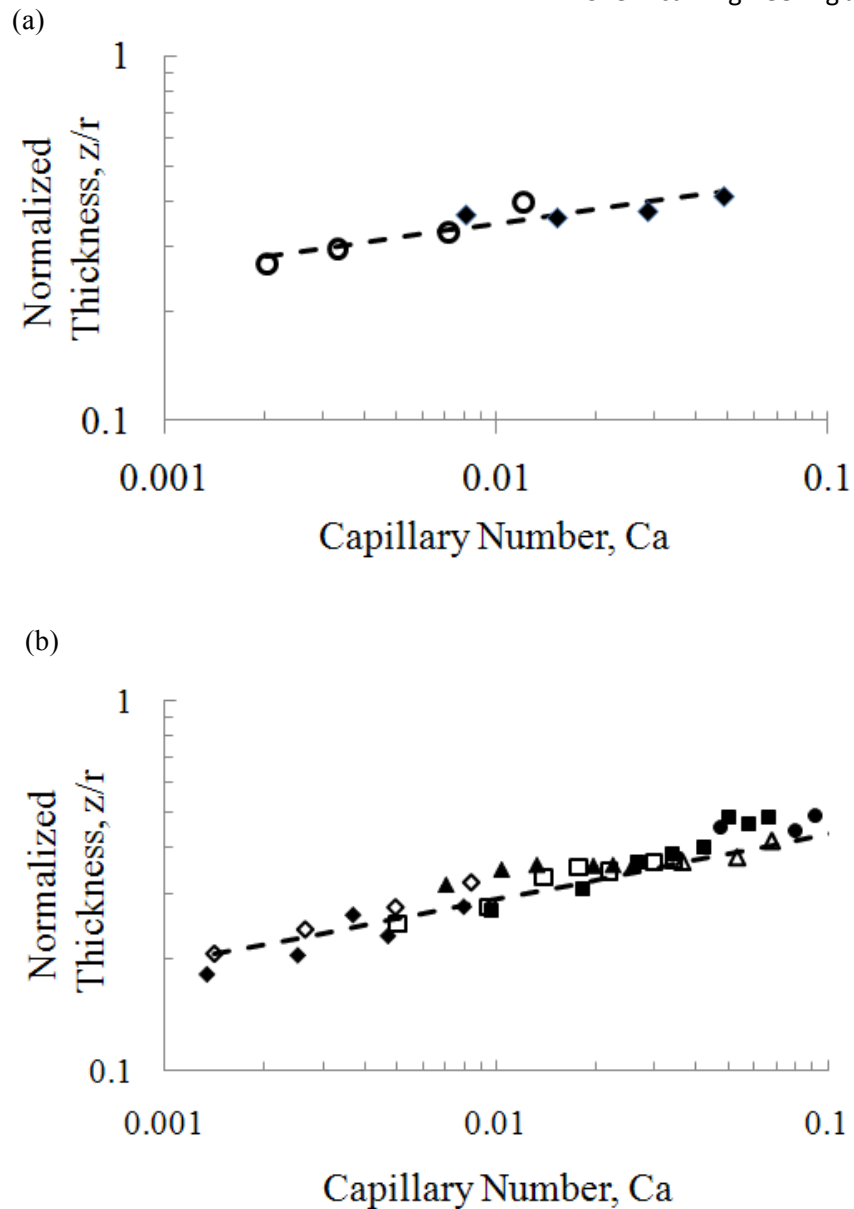 (a)
1
Normalized
Thickness, z/r
0.1
0.001
0.01
0.1
Capillary Number, Ca
(b)
1
Normalized
Thickness, z/r
0.1
0.001
0.01
0.1
Capillary Number, Ca